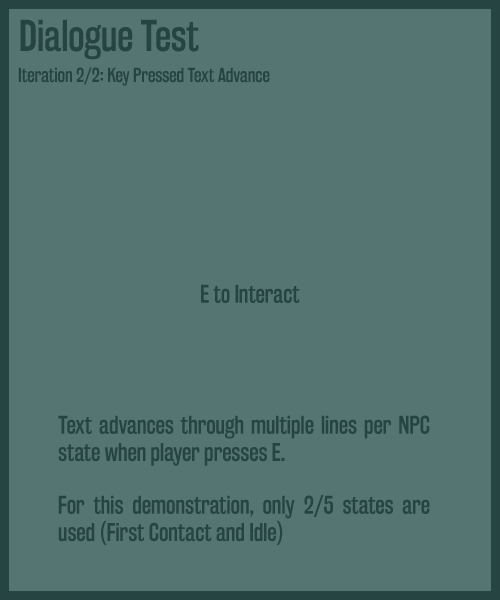 Dialogue Test
Iteration 2/2: Key Pressed Text Advance
E to Interact
Text advances through multiple lines per NPC
state when player presses E.
For this demonstration, only 2/5 states are
used (First Contact and Idle)